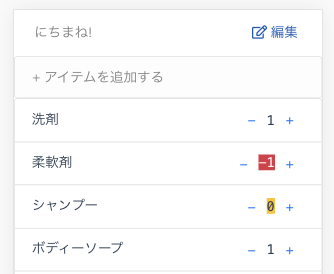 にちまね! 編集
+ アイテムを追加する
洗剤 − 1 +
柔軟剤 − −1 +
シャンプー − 0 +
ボディーソープ − 1 +